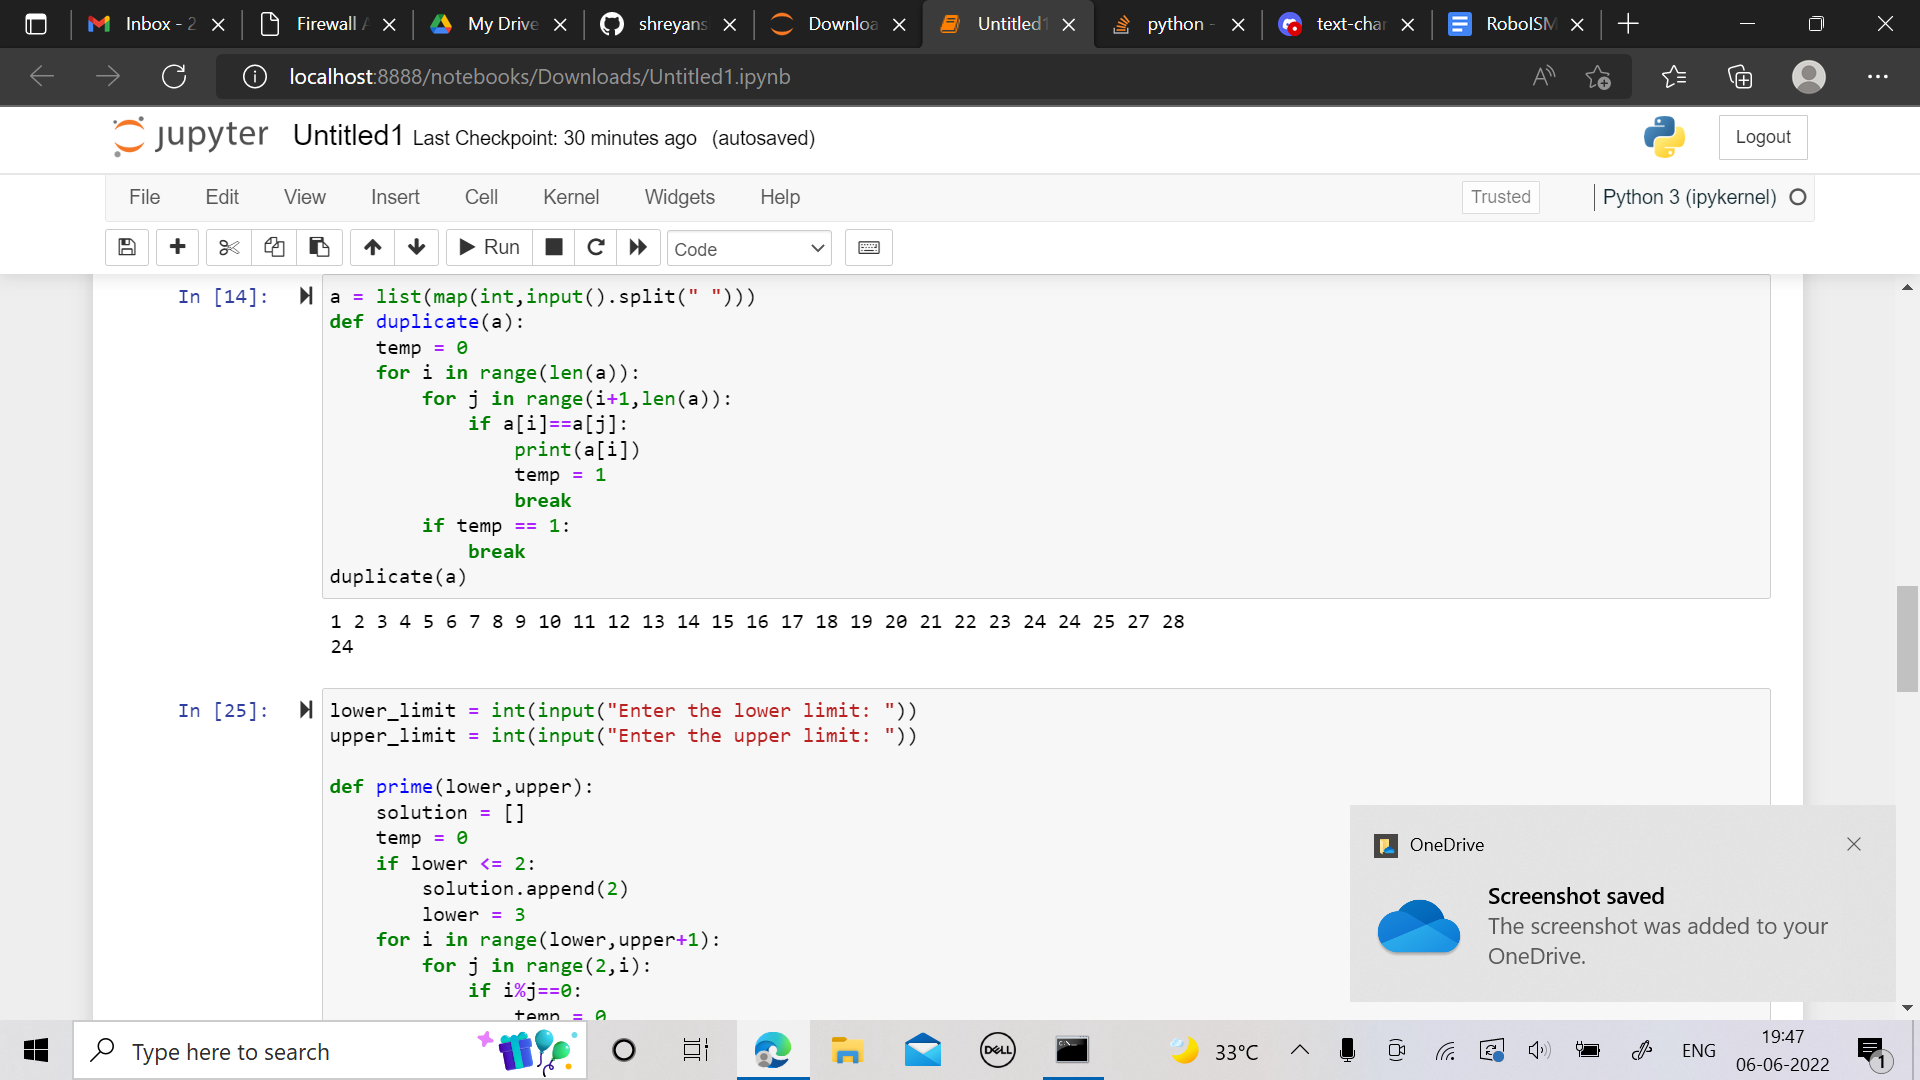 Inbox - 2
Firewall A
My Drive
shreyans
Downloa
Untitled1
python -
text-char
RoboISM
localhost:8888/notebooks/Downloads/Untitled1.ipynb
jupyter Untitled1 Last Checkpoint: 30 minutes ago (autosaved)
Logout
File Edit View Insert Cell Kernel Widgets Help
Trusted
Python 3 (ipykernel)
Run
Code
In [14]:
a = list(map(int,input().split(" ")))
def duplicate(a):
    temp = 0
    for i in range(len(a)):
        for j in range(i+1,len(a)):
            if a[i]==a[j]:
                print(a[i])
                temp = 1
                break
        if temp == 1:
            break
duplicate(a)
1 2 3 4 5 6 7 8 9 10 11 12 13 14 15 16 17 18 19 20 21 22 23 24 24 25 27 28
24
In [25]:
lower_limit = int(input("Enter the lower limit: "))
upper_limit = int(input("Enter the upper limit: "))
def prime(lower,upper):
    solution = []
    temp = 0
    if lower <= 2:
        solution.append(2)
        lower = 3
    for i in range(lower,upper+1):
        for j in range(2,i):
            if i%j==0:
                temp = 0
OneDrive
Screenshot saved
The screenshot was added to your
OneDrive.
Type here to search
DELL
33°C
ENG
19:47
06-06-2022
1